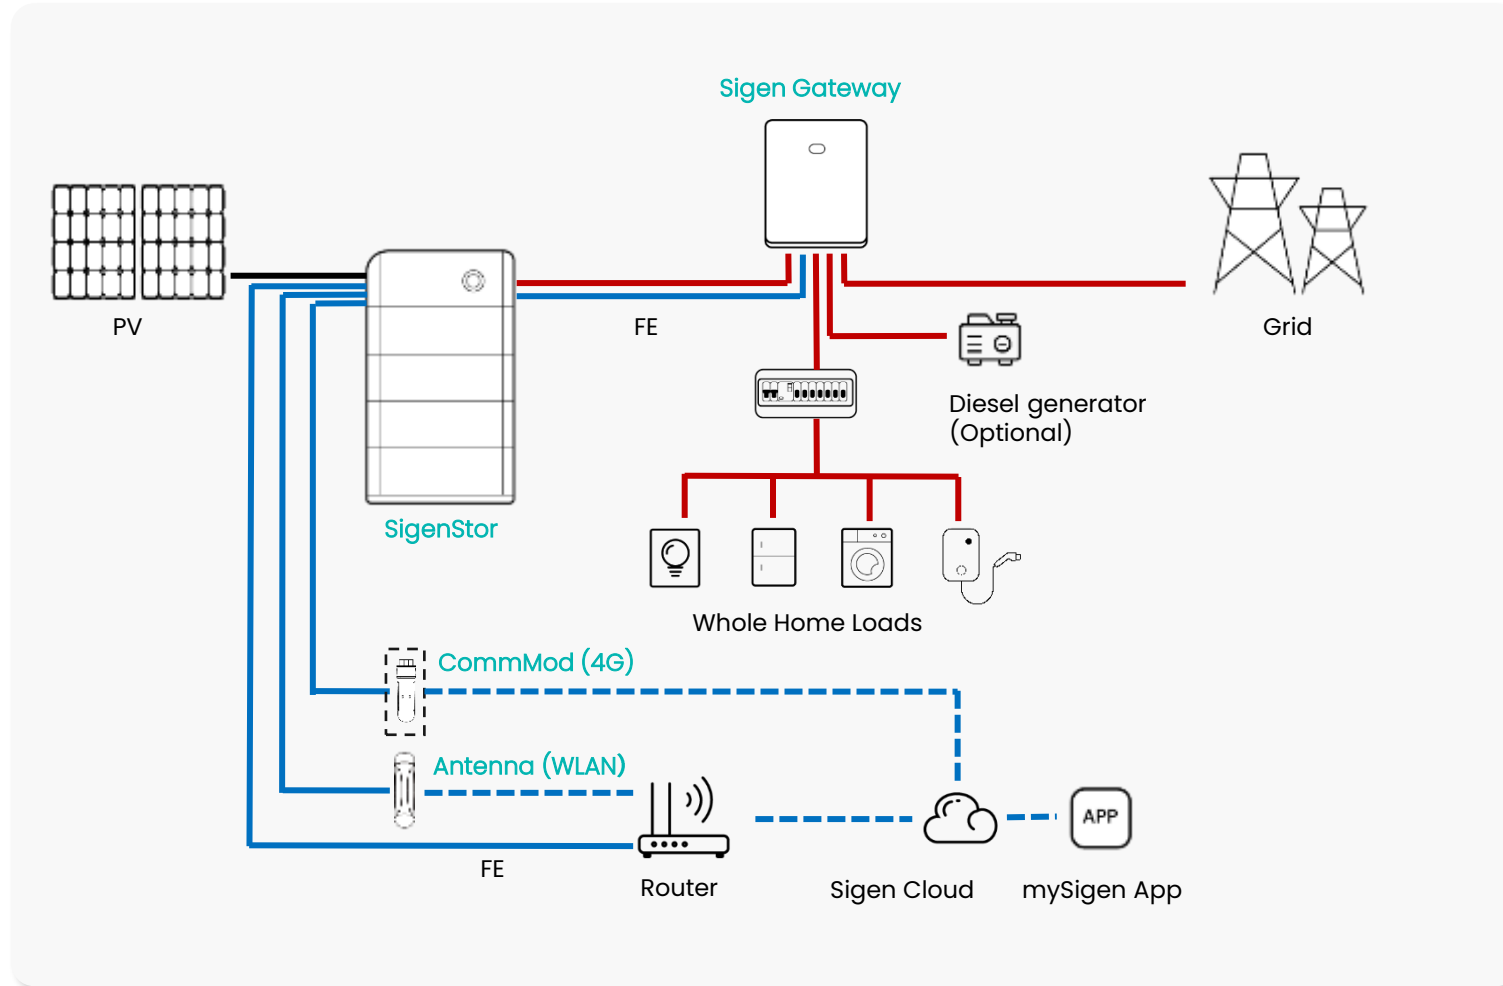 Sigen Gateway
PV
FE
Grid
Diesel generator
(Optional)
SigenStor
Whole Home Loads
CommMod (4G)
Antenna (WLAN)
APP
FE
Router
Sigen Cloud
mySigen App